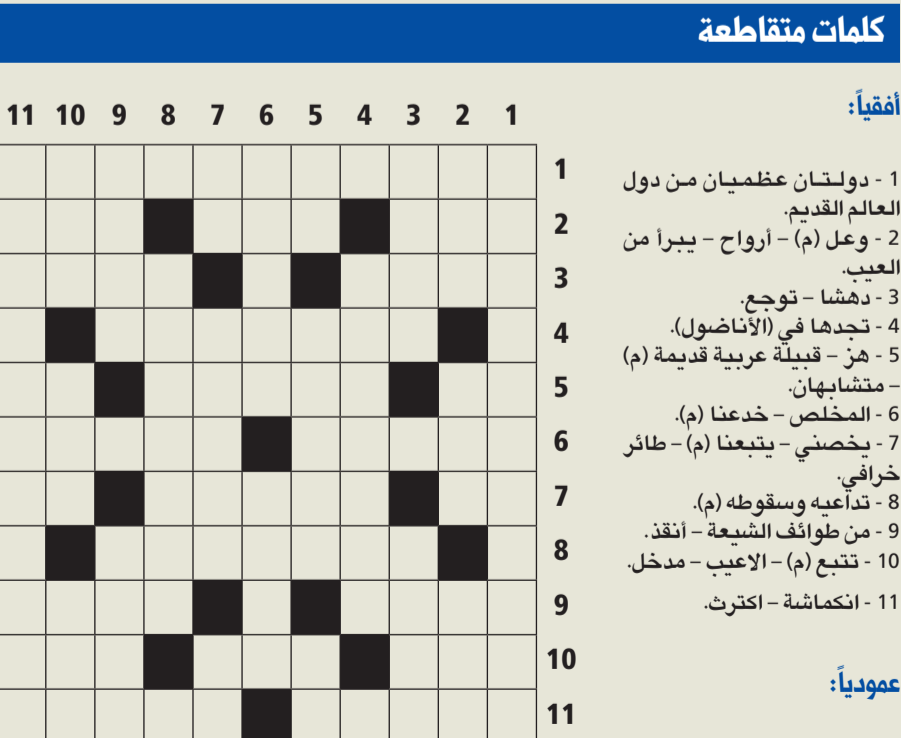 كلمات متقاطعة
أفقياً:
1 - دولتان عظميان من دول
العالم القديم.
2 - وعل (م) – أرواح – يبرأ من
العيب.
3 - دهشا – توجع.
4 - تجدها في (الأناضول).
5 - هز – قبيلة عربية قديمة (م)
– متشابهان.
6 - المخلص – خدعنا (م).
7 - يخصني – يتبعنا (م) – طائر
خرافي.
8 - تداعيه وسقوطه (م).
9 - من طوائف الشيعة – أنقذ.
10 - تتبع (م) – الاعيب – مدخل.
11 - انكماشة – اكترث.
عمودياً:
11 10 9 8 7 6 5 4 3 2 1
1
2
3
4
5
6
7
8
9
10
11